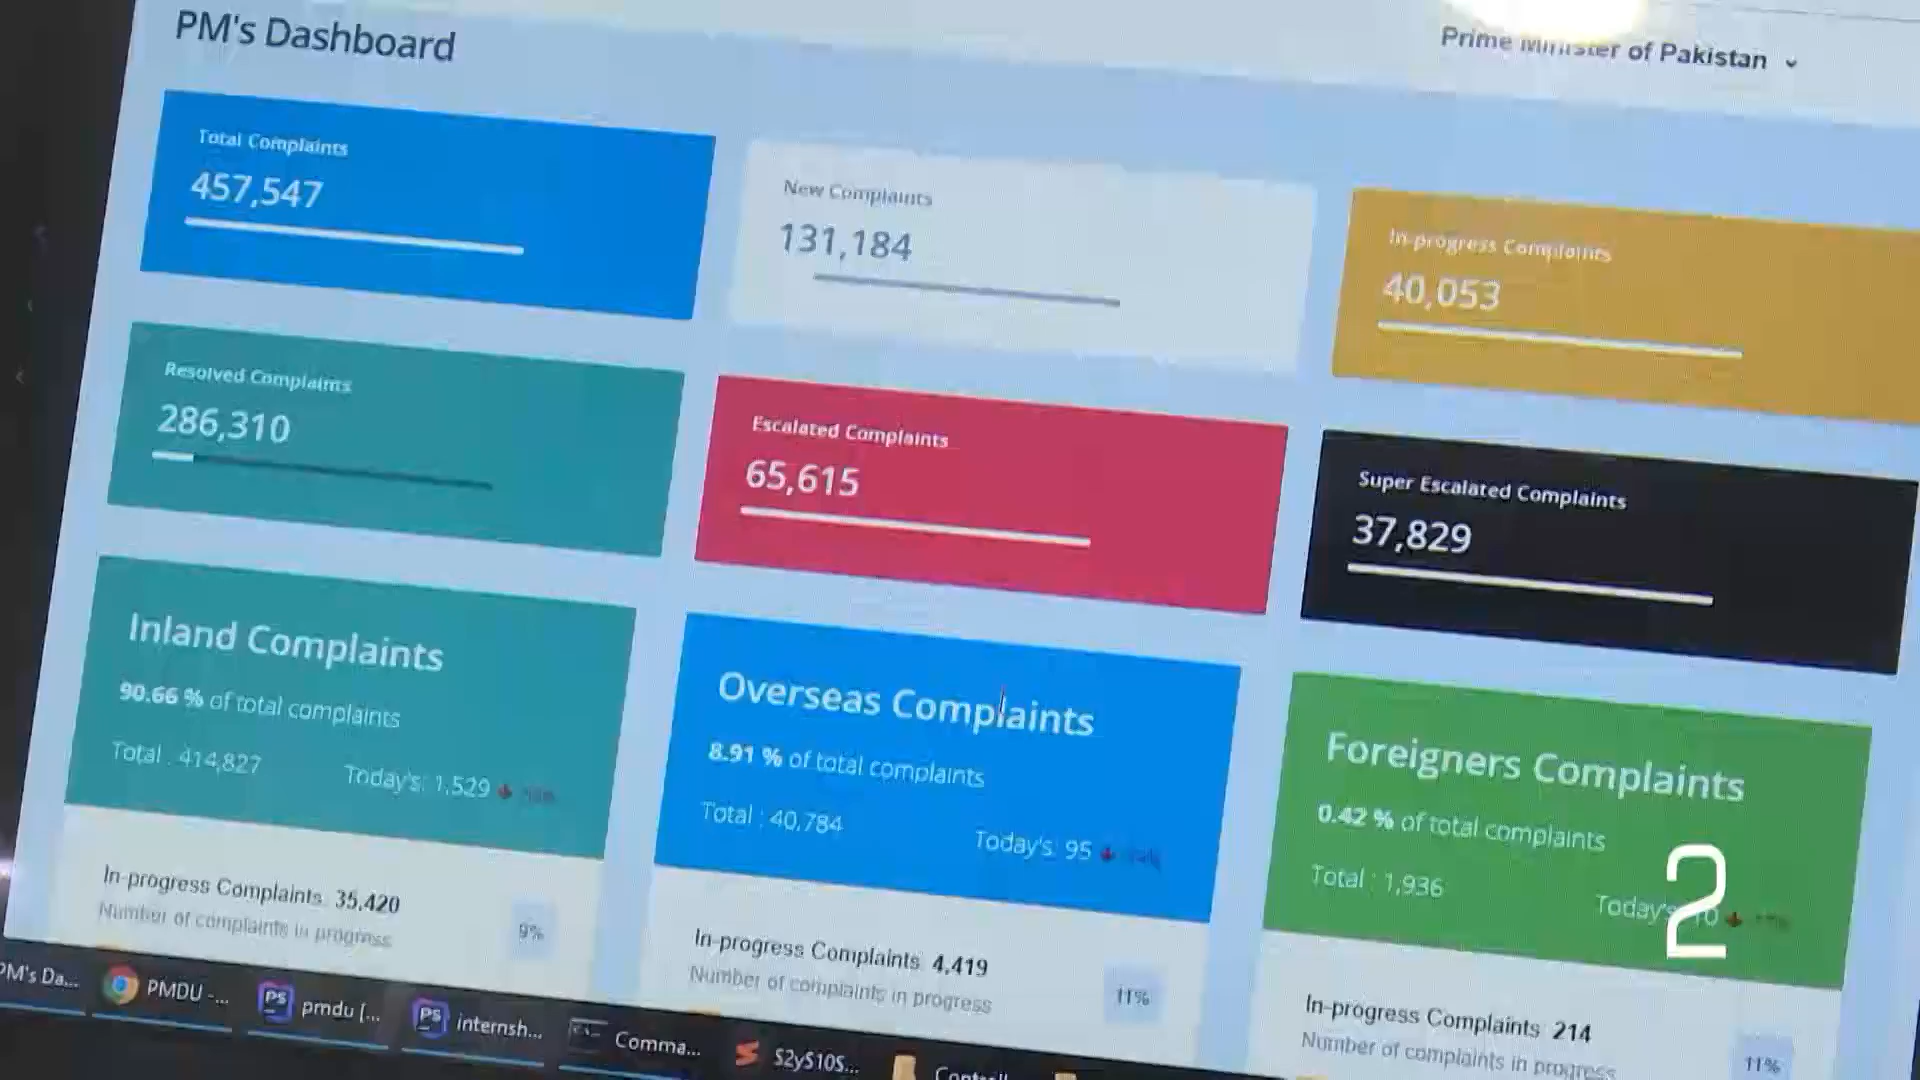 PM's Dashboard
Prime Minister of Pakistan
Total Complaints
457,547
New Complaints
131,184
In-progress Complaints
40,053
Resolved Complaints
286,310
Escalated Complaints
65,615
Super Escalated Complaints
37,829
Inland Complaints
90.66 % of total complaints
Total : 414,827
Today's: 1,529
Overseas Complaints
8.91 % of total complaints
Total : 40,784
Today's: 95
Foreigners Complaints
0.42 % of total complaints
Total : 1,936
Today's
2
In-progress Complaints 35,420
Number of complaints in progress
9%
In-progress Complaints 4,419
Number of complaints in progress
11%
In-progress Complaints 214
Number of complaints in progress
11%
PM's Da...
PMDU -...
PS
pmdu [...
PS
internsh...
Comma...
S2yS10S...